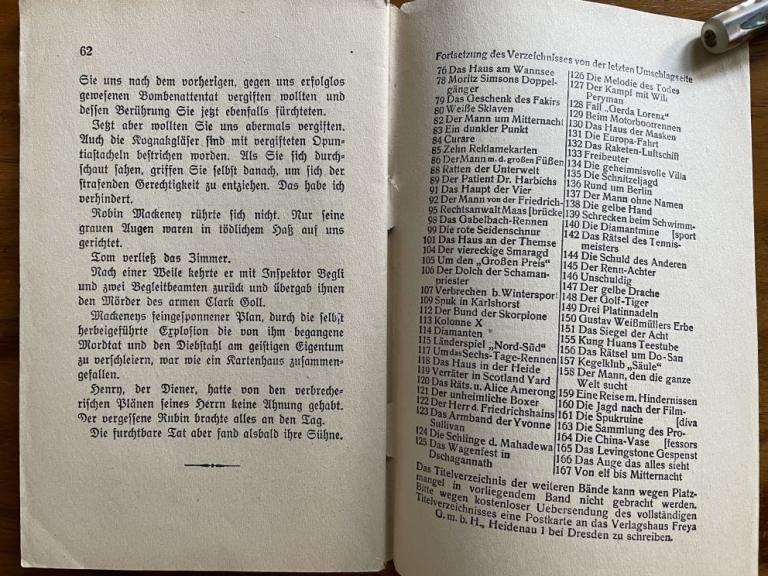 62
Sie uns nach dem vorherigen, gegen uns erfolglos
gewesenen Bombenattentat vergiften wollten und
dessen Berührung Sie jetzt ebenfalls fürchteten.
Jetzt aber wollten Sie uns abermals vergiften.
Auch die Kognakgläser sind mit vergifteten Opun-
tiastacheln bestrichen worden. Als Sie sich durch-
schaut sahen, griffen Sie selbst danach, um sich der
strafenden Gerechtigkeit zu entziehen. Das habe ich
verhindert.
Robin Mackeney rührte sich nicht. Nur seine
grauen Augen waren in tödlichem Haß auf uns
gerichtet.
Tom verließ das Zimmer.
Nach einer Weile kehrte er mit Inspektor Begli
und zwei Begleitbeamten zurück und übergab ihnen
den Mörder des armen Clark Goll.
Mackeneys feingesponnener Plan, durch die selbst
herbeigeführte Explosion die von ihm begangene
Mordtat und den Diebstahl am geistigen Eigentum
zu verschleiern, war wie ein Kartenhaus zusammen-
gefallen.
Henry, der Diener, hatte von den verbreche-
rischen Plänen seines Herrn keine Ahnung gehabt.
Der vergessene Rubin brachte alles an den Tag.
Die furchtbare Tat aber fand alsbald ihre Sühne.
Fortsetzung des Verzeichnisses von der letzten Umschlagseite
76 Das Haus am Wannsee
78 Moritz Simsons Doppel-
gänger
79 Das Geschenk des Fakirs
80 Weiße Sklaven
82 Der Mann um Mitternacht
83 Ein dunkler Punkt
84 Curare
85 Zehn Reklamekarten
86 Der Mann m. d. großen Füßen
88 Ratten der Unterwelt
89 Der Patient Dr. Harbichs
91 Das Haupt der Vier
92 Der Mann von der Friedrich-
95 Rechtsanwalt Maas [brücke
98 Das Gabelbach-Rennen
99 Die rote Seidenschnur
101 Das Haus an der Themse
104 Der viereckige Smaragd
105 Um den „Großen Preis“
106 Der Dolch der Schaman-
priester
107 Verbrechen b. Wintersport
109 Spuk in Karlshorst
112 Der Bund der Skorpione
113 Kolonne X
114 Diamanten
115 Länderspiel „Nord-Süd“
117 Um das Sechs-Tage-Rennen
118 Das Haus in der Heide
119 Verräter in Scotland Yard
120 Das Räts. u. Alice Amerong
121 Der unheimliche Boxer
122 Der Herr d. Friedrichshains
123 Das Armband der Yvonne
Sullivan
124 Die Schlinge d. Mahadewa
125 Das Wagenfest in
Dschagannath
126 Die Melodie des Todes
127 Der Kampf mit Wili
Peryman
128 Fall „Gerda Lorenz“
129 Beim Motorbootrennen
130 Das Haus der Masken
131 Die Europa-Fahrt
132 Das Raketen-Luftschiff
133 Freibeuter
134 Die geheimnisvolle Villa
135 Die Schnitzeljagd
136 Rund um Berlin
137 Der Mann ohne Namen
138 Die gelbe Hand
139 Schrecken beim Schwimm-
140 Die Diamantmine [sport
142 Das Rätsel des Tennis-
meisters
144 Die Schuld des Anderen
145 Der Renn-Achter
146 Unschuldig
147 Der gelbe Drache
148 Der Golf-Tiger
149 Drei Platinnadeln
150 Gustav Weißmüllers Erbe
151 Das Siegel der Acht
155 Kung Huans Teestube
156 Das Rätsel um Do-San
157 Kegelklub „Säule“
158 Der Mann, den die ganze
Welt sucht
159 Eine Reise m. Hindernissen
160 Die Jagd nach der Film-
161 Die Spukruine [diva
163 Die Sammlung des Pro-
164 Die China-Vase [fessors
165 Das Levingstone Gespenst
166 Das Auge das alles sieht
167 Von elf bis Mitternacht
Das Titelverzeichnis der weiteren Bände kann wegen Platz-
mangel in vorliegendem Band nicht gebracht werden.
Bitte wegen kostenloser Uebersendung des vollständigen
Titelverzeichnisses eine Postkarte an das Verlagshaus Freya
G. m. b. H., Heidenau 1 bei Dresden zu schreiben.